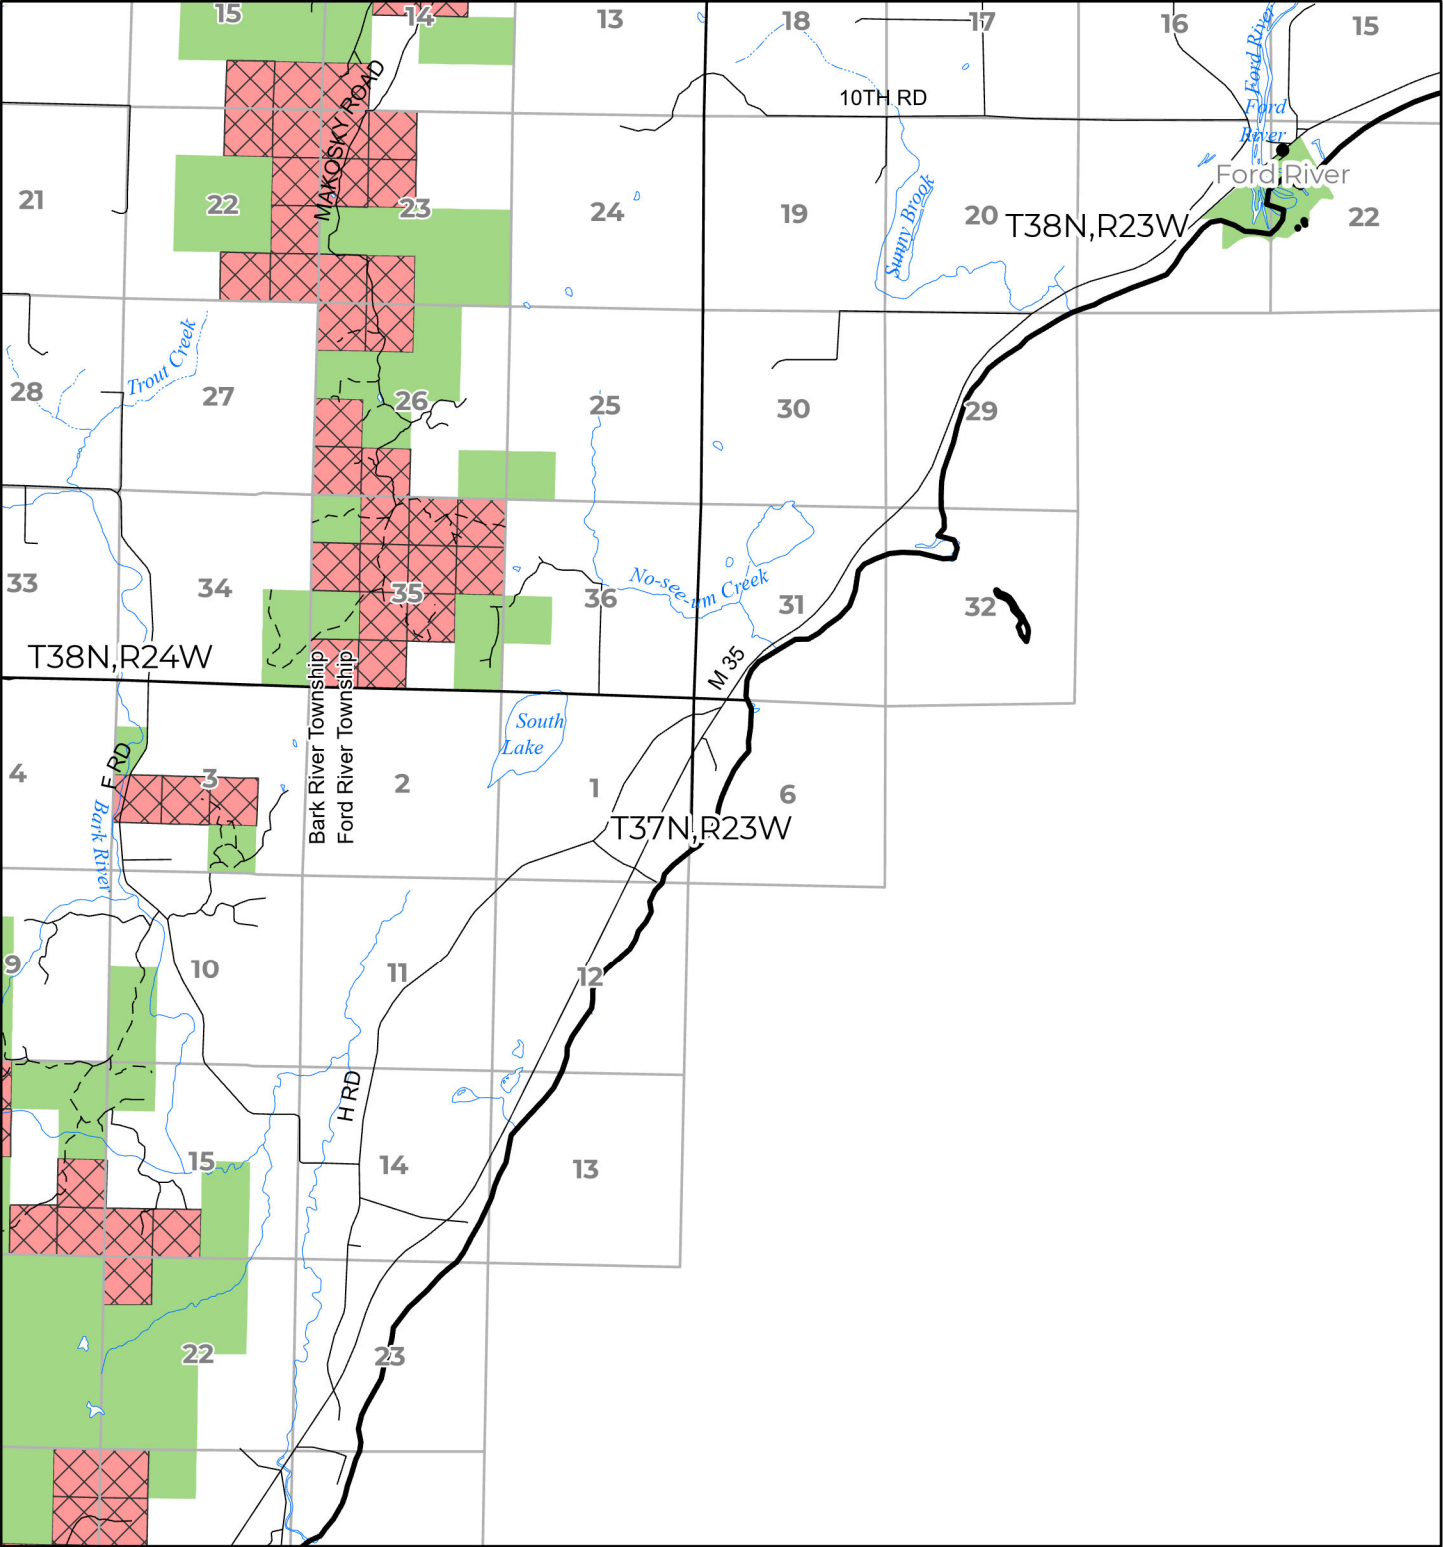 15
14
13
18
17
16
15
Ford River
Ford
River
10TH RD
MAKOSKY ROAD
Ford River
21
22
23
24
19
Sunny Brook
20
T38N,R23W
22
Trout Creek
28
27
26
25
30
29
33
34
35
36
No-see-um Creek
31
32
T38N,R24W
Bark River Township
Ford River Township
M 35
South
Lake
E RD
4
3
2
1
6
T37N,R23W
Bark River
9
10
11
12
H RD
15
14
13
22
23